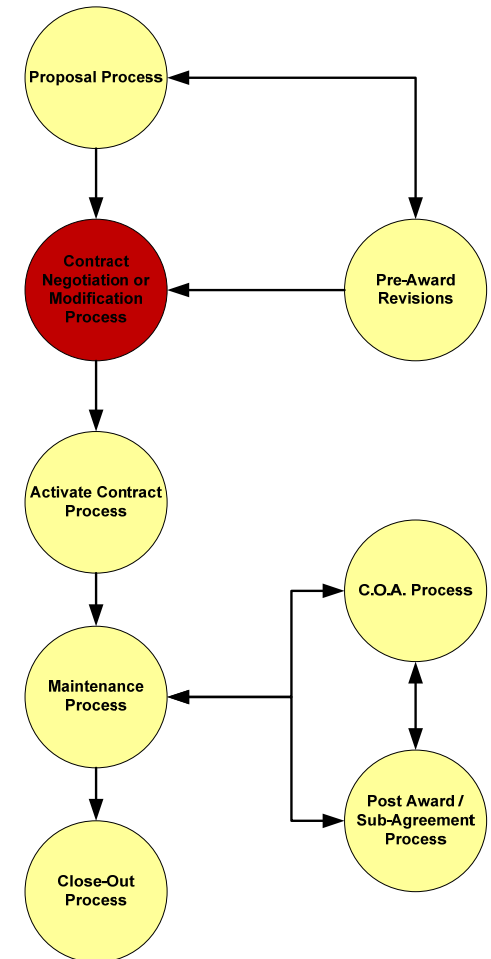 Proposal Process
Contract
Negotiation or
Modification
Process
Pre-Award
Revisions
Activate Contract
Process
C.O.A. Process
Maintenance
Process
Post Award /
Sub-Agreement
Process
Close-Out
Process